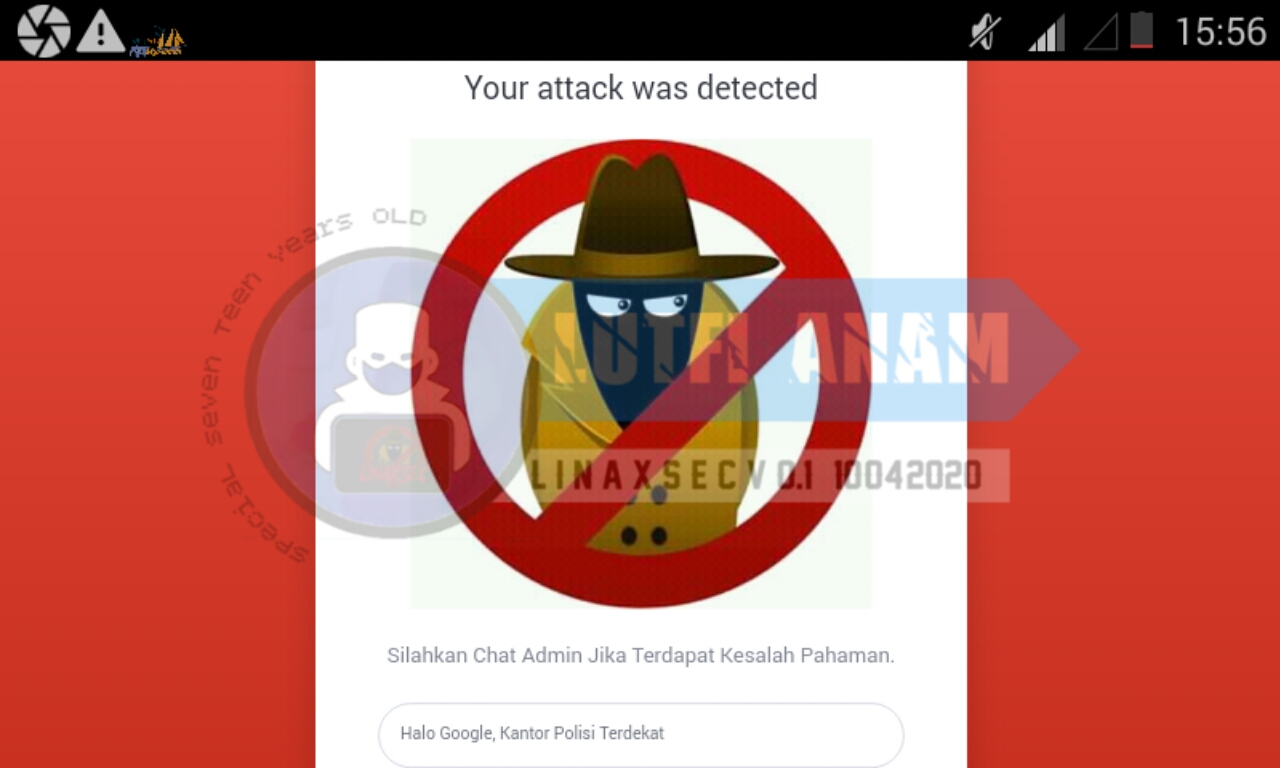 15:56
Your attack was detected
special seven Teen years OLD
LUTFI ANAM
LINAXSECV 0.1 10042020
Silahkan Chat Admin Jika Terdapat Kesalah Pahaman.
Halo Google, Kantor Polisi Terdekat